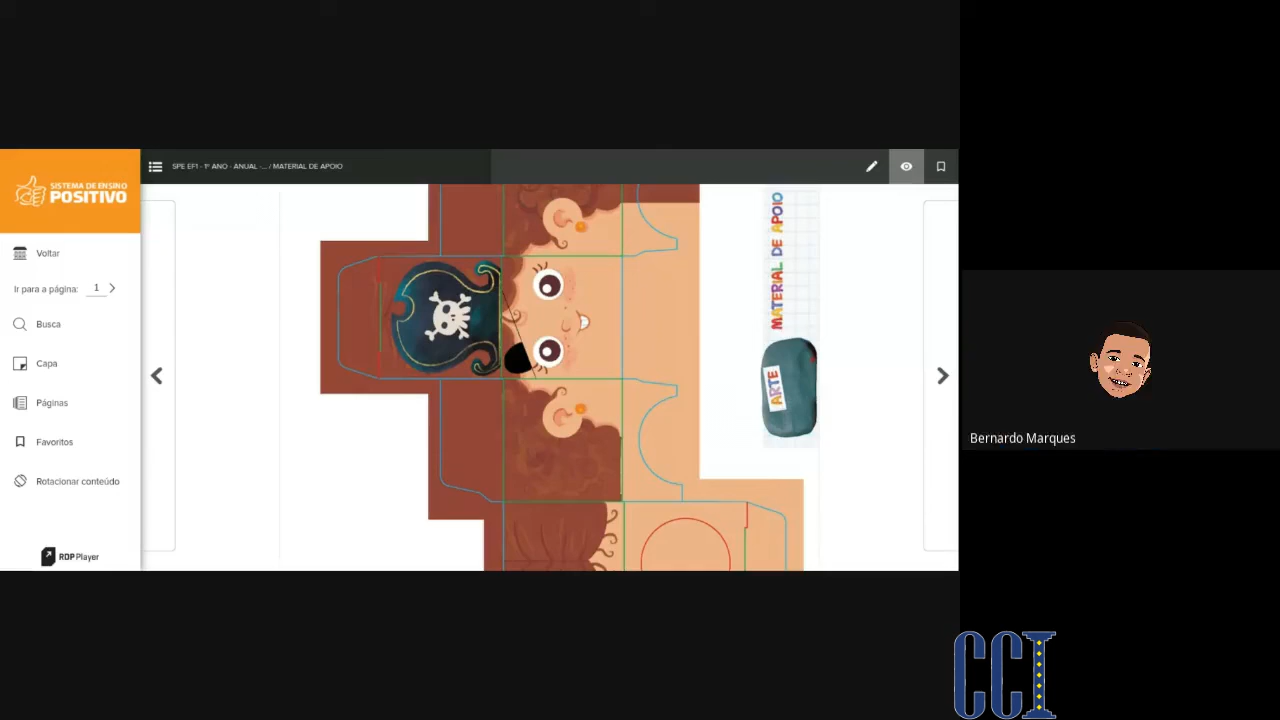 SISTEMA DE ENSINO
POSITIVO
SPE EF1 - 1º ANO - ANUAL -... / MATERIAL DE APOIO
Voltar
Ir para a página: 1
Busca
Capa
Páginas
Favoritos
Rotacionar conteúdo
RDP Player
MATERIAL DE APOIO
ARTE
Bernardo Marques
CCI